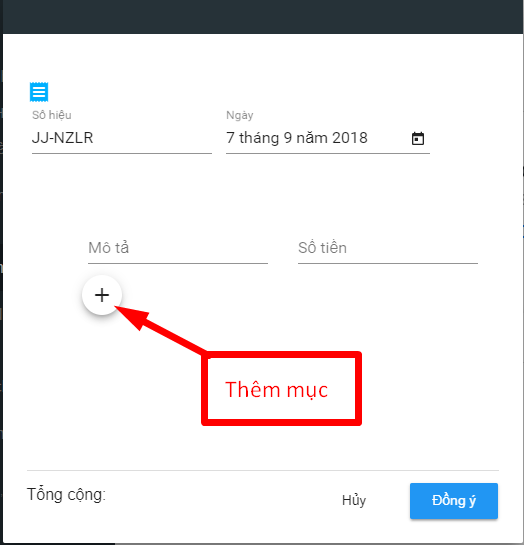 Số hiệu
Ngày
JJ-NZLR
7 tháng 9 năm 2018
Mô tả
Số tiền
+
Thêm mục
Tổng cộng:
Hủy
Đồng ý